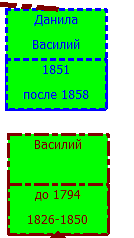 Данила
Василий
1851
после 1858
Василий
до 1794
1826-1850